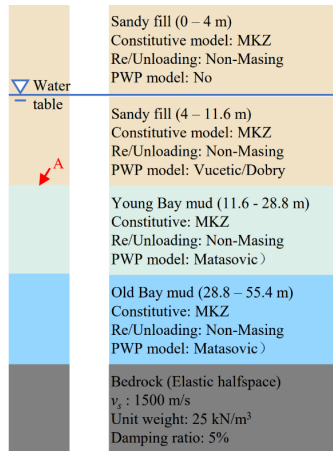 Sandy fill (0 – 4 m)
Constitutive model: MKZ
Re/Unloading: Non-Masing
PWP model: No
Water
table
Sandy fill (4 – 11.6 m)
Constitutive model: MKZ
Re/Unloading: Non-Masing
PWP model: Vucetic/Dobry
A
Young Bay mud (11.6 - 28.8 m)
Constitutive: MKZ
Re/Unloading: Non-Masing
PWP model: Matasovic）
Old Bay mud (28.8 – 55.4 m)
Constitutive: MKZ
Re/Unloading: Non-Masing
PWP model: Matasovic）
Bedrock (Elastic halfspace)
vₛ : 1500 m/s
Unit weight: 25 kN/m³
Damping ratio: 5%